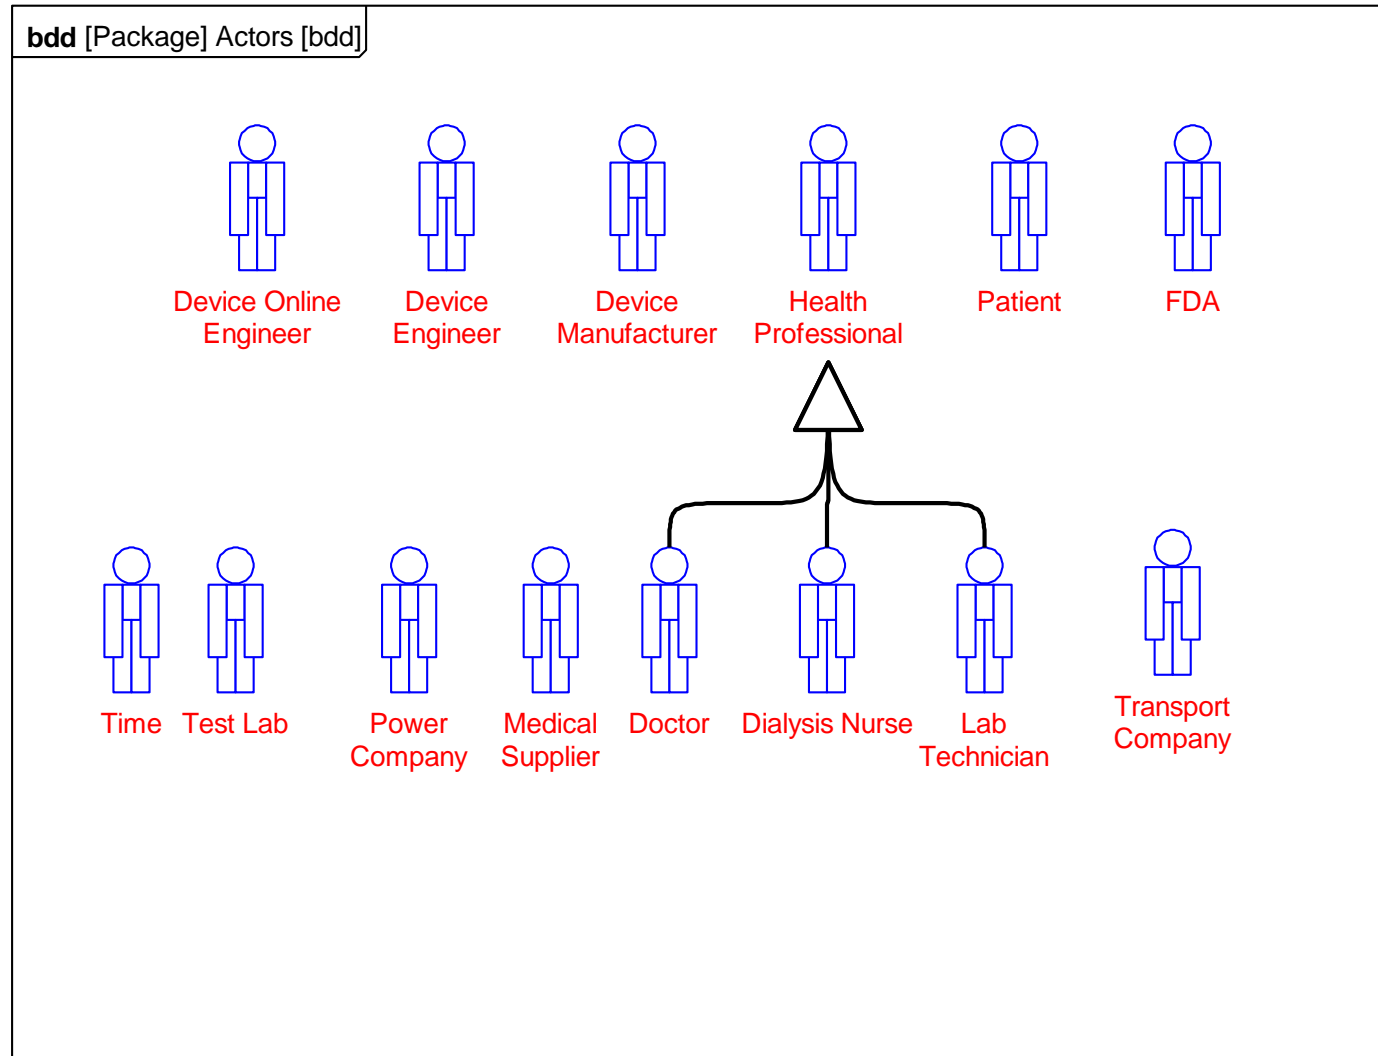 bdd [Package] Actors [bdd]
Device Online
Engineer
Device
Engineer
Device
Manufacturer
Health
Professional
Patient
FDA
Time
Test Lab
Power
Company
Medical
Supplier
Doctor
Dialysis Nurse
Lab
Technician
Transport
Company